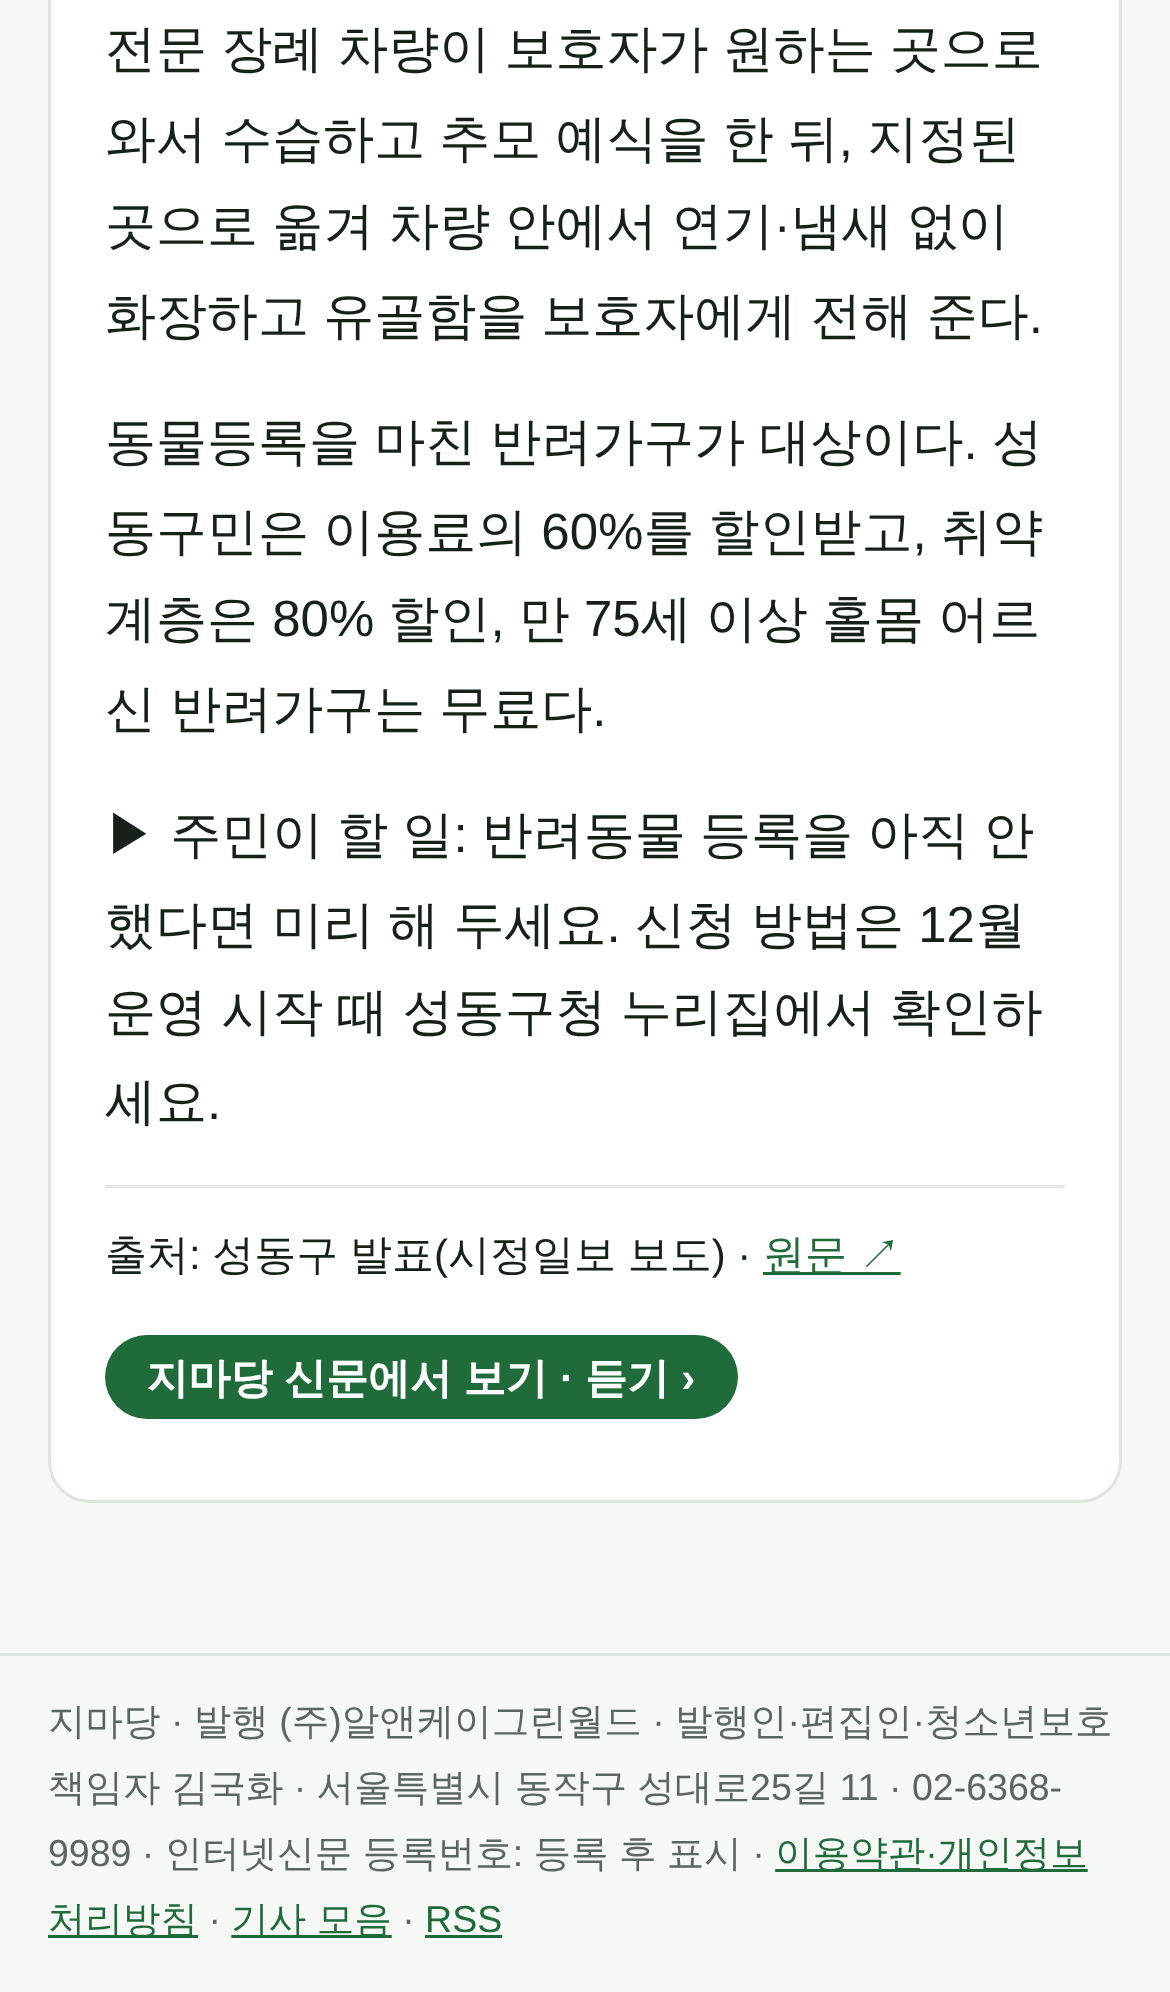 전문 장례 차량이 보호자가 원하는 곳으로
와서 수습하고 추모 예식을 한 뒤, 지정된
곳으로 옮겨 차량 안에서 연기·냄새 없이
화장하고 유골함을 보호자에게 전해 준다.
동물등록을 마친 반려가구가 대상이다. 성
동구민은 이용료의 60%를 할인받고, 취약
계층은 80% 할인, 만 75세 이상 홀몸 어르
신 반려가구는 무료다.
▶ 주민이 할 일: 반려동물 등록을 아직 안
했다면 미리 해 두세요. 신청 방법은 12월
운영 시작 때 성동구청 누리집에서 확인하
세요.
출처: 성동구 발표(시정일보 보도) · 원문 ↗
지마당 신문에서 보기 · 듣기 ›
지마당 · 발행 (주)알앤케이그린월드 · 발행인·편집인·청소년보호
책임자 김국화 · 서울특별시 동작구 성대로25길 11 · 02-6368-
9989 · 인터넷신문 등록번호: 등록 후 표시 · 이용약관·개인정보
처리방침 · 기사 모음 · RSS